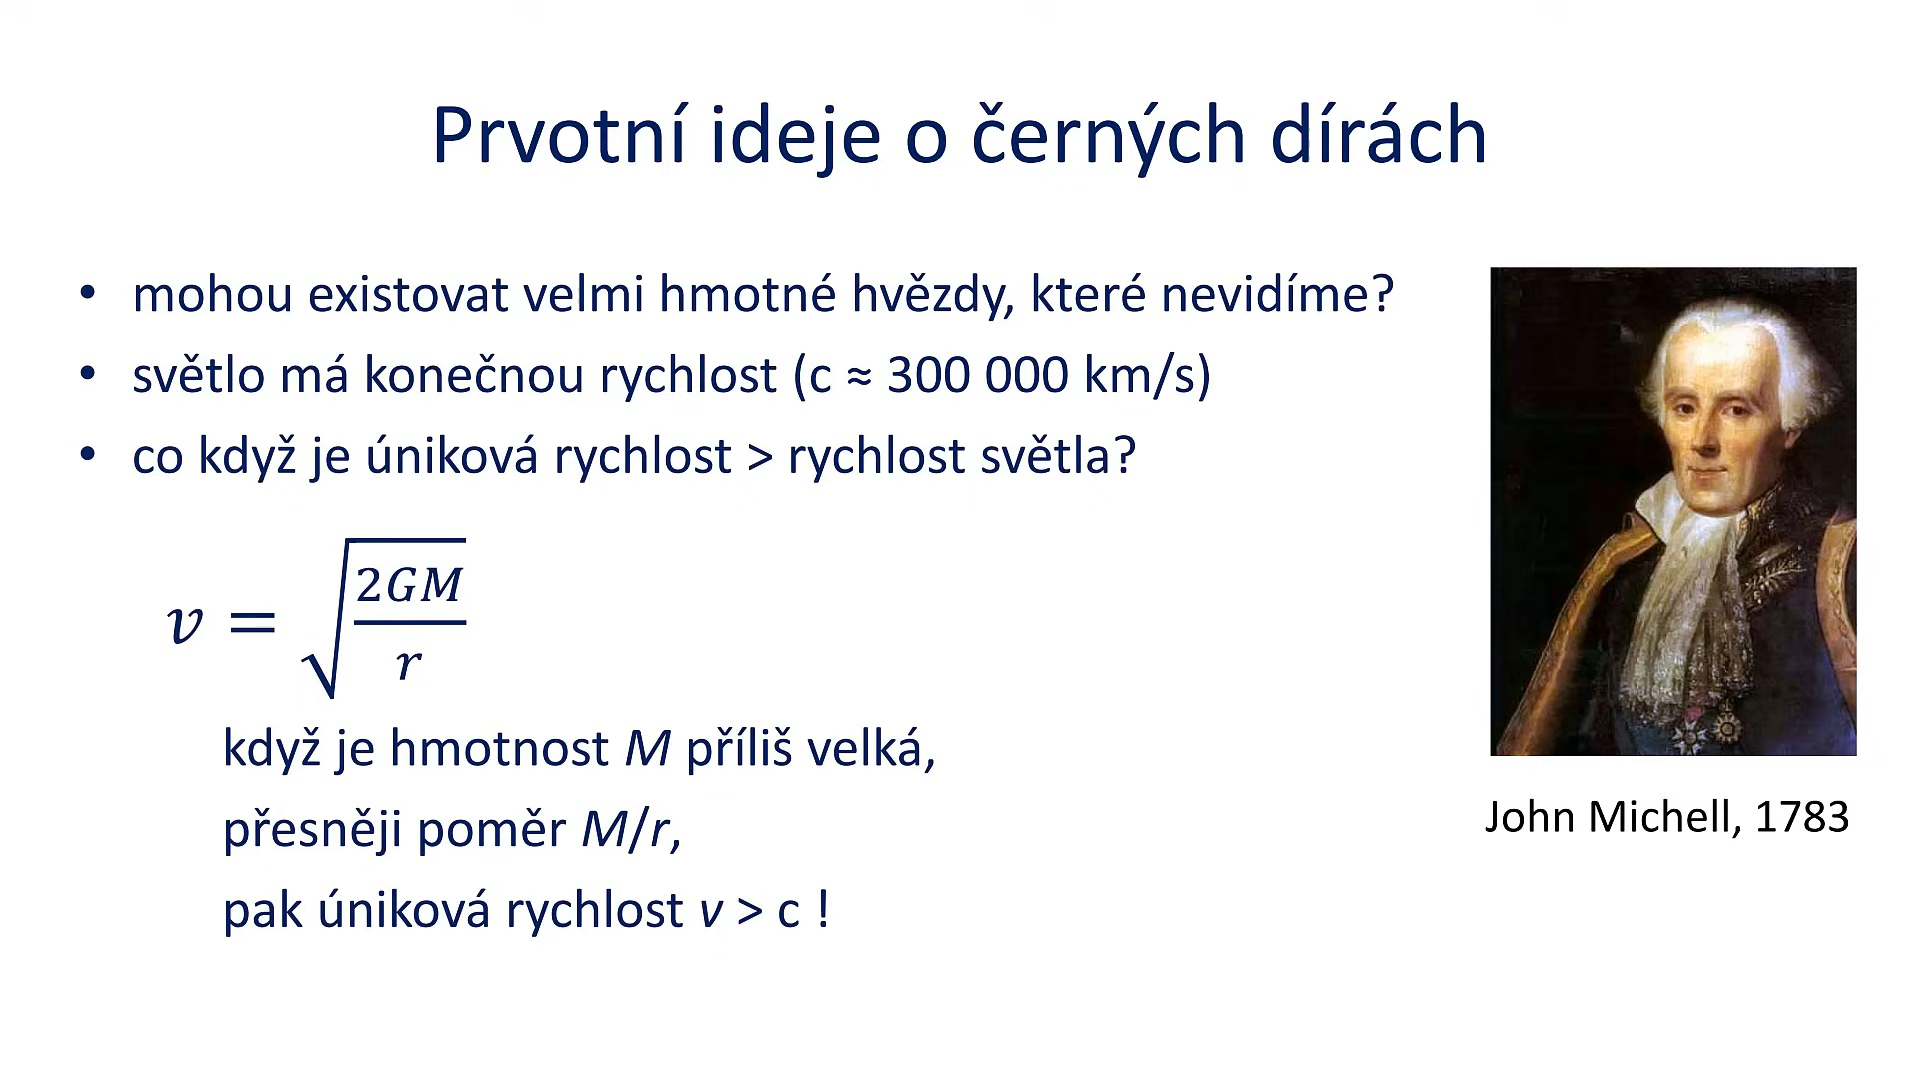 Prvotní ideje o černých dírách
• mohou existovat velmi hmotné hvězdy, které nevidíme?
• světlo má konečnou rychlost (c ≈ 300 000 km/s)
• co když je úniková rychlost > rychlost světla?
v = √(2GM/r)
když je hmotnost M příliš velká,
přesněji poměr M/r,
pak úniková rychlost v > c !
John Michell, 1783